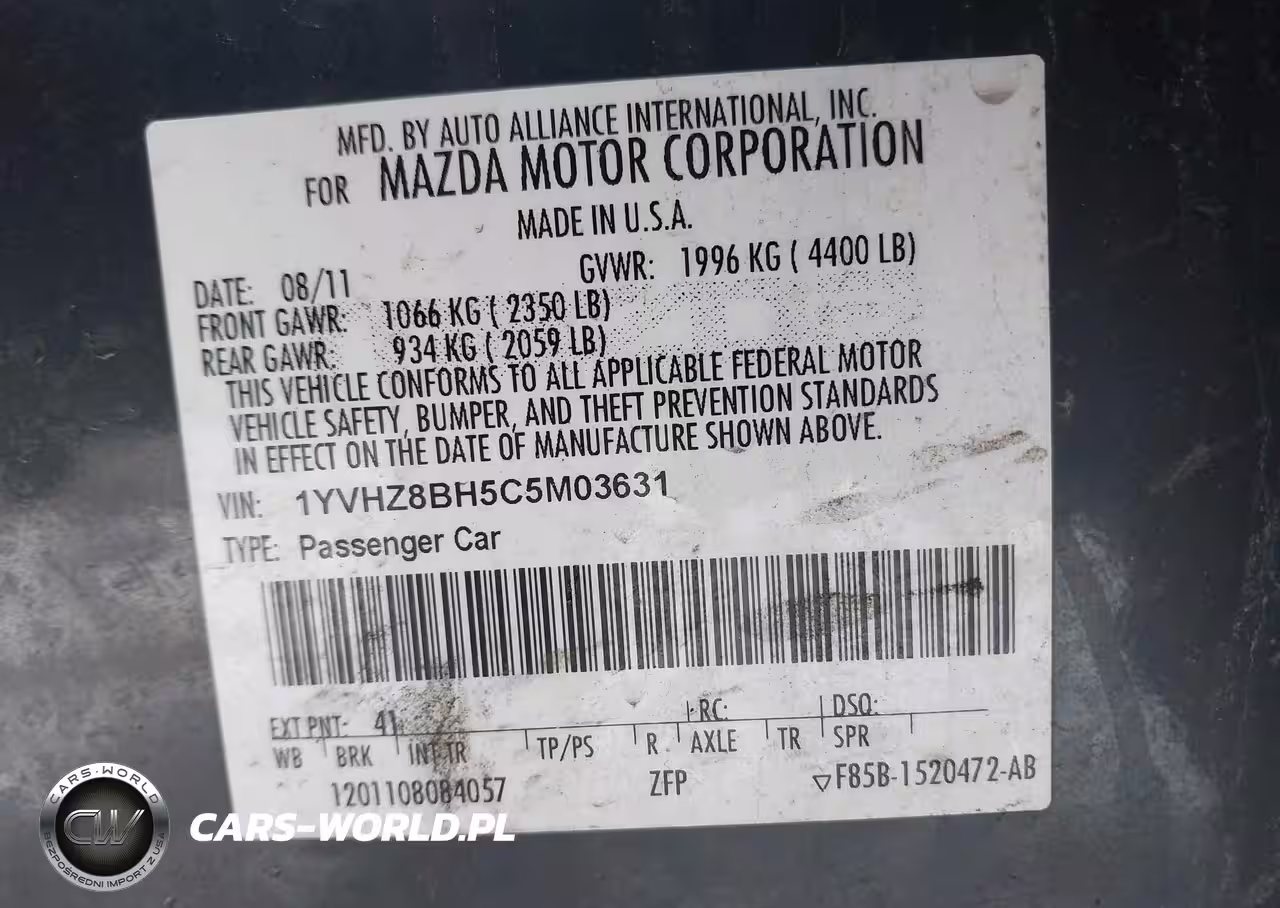 MFD. BY AUTO ALLIANCE INTERNATIONAL, INC.
FOR MAZDA MOTOR CORPORATION
MADE IN U.S.A.
DATE: 08/11 GVWR: 1996 KG ( 4400 LB)
FRONT GAWR: 1066 KG ( 2350 LB)
REAR GAWR: 934 KG ( 2059 LB)
THIS VEHICLE CONFORMS TO ALL APPLICABLE FEDERAL MOTOR
VEHICLE SAFETY, BUMPER, AND THEFT PREVENTION STANDARDS
IN EFFECT ON THE DATE OF MANUFACTURE SHOWN ABOVE.
VIN: 1YVHZ8BH5C5M03631
TYPE: Passenger Car
EXT PNT: 41 RC: DSO:
WB BRK INT TR TP/PS R AXLE TR SPR
1201108084057 ZFP ▽F85B-1520472-AB
CARS-WORLD
CW
BEZPOŚREDNI IMPORT Z USA
CARS-WORLD.PL